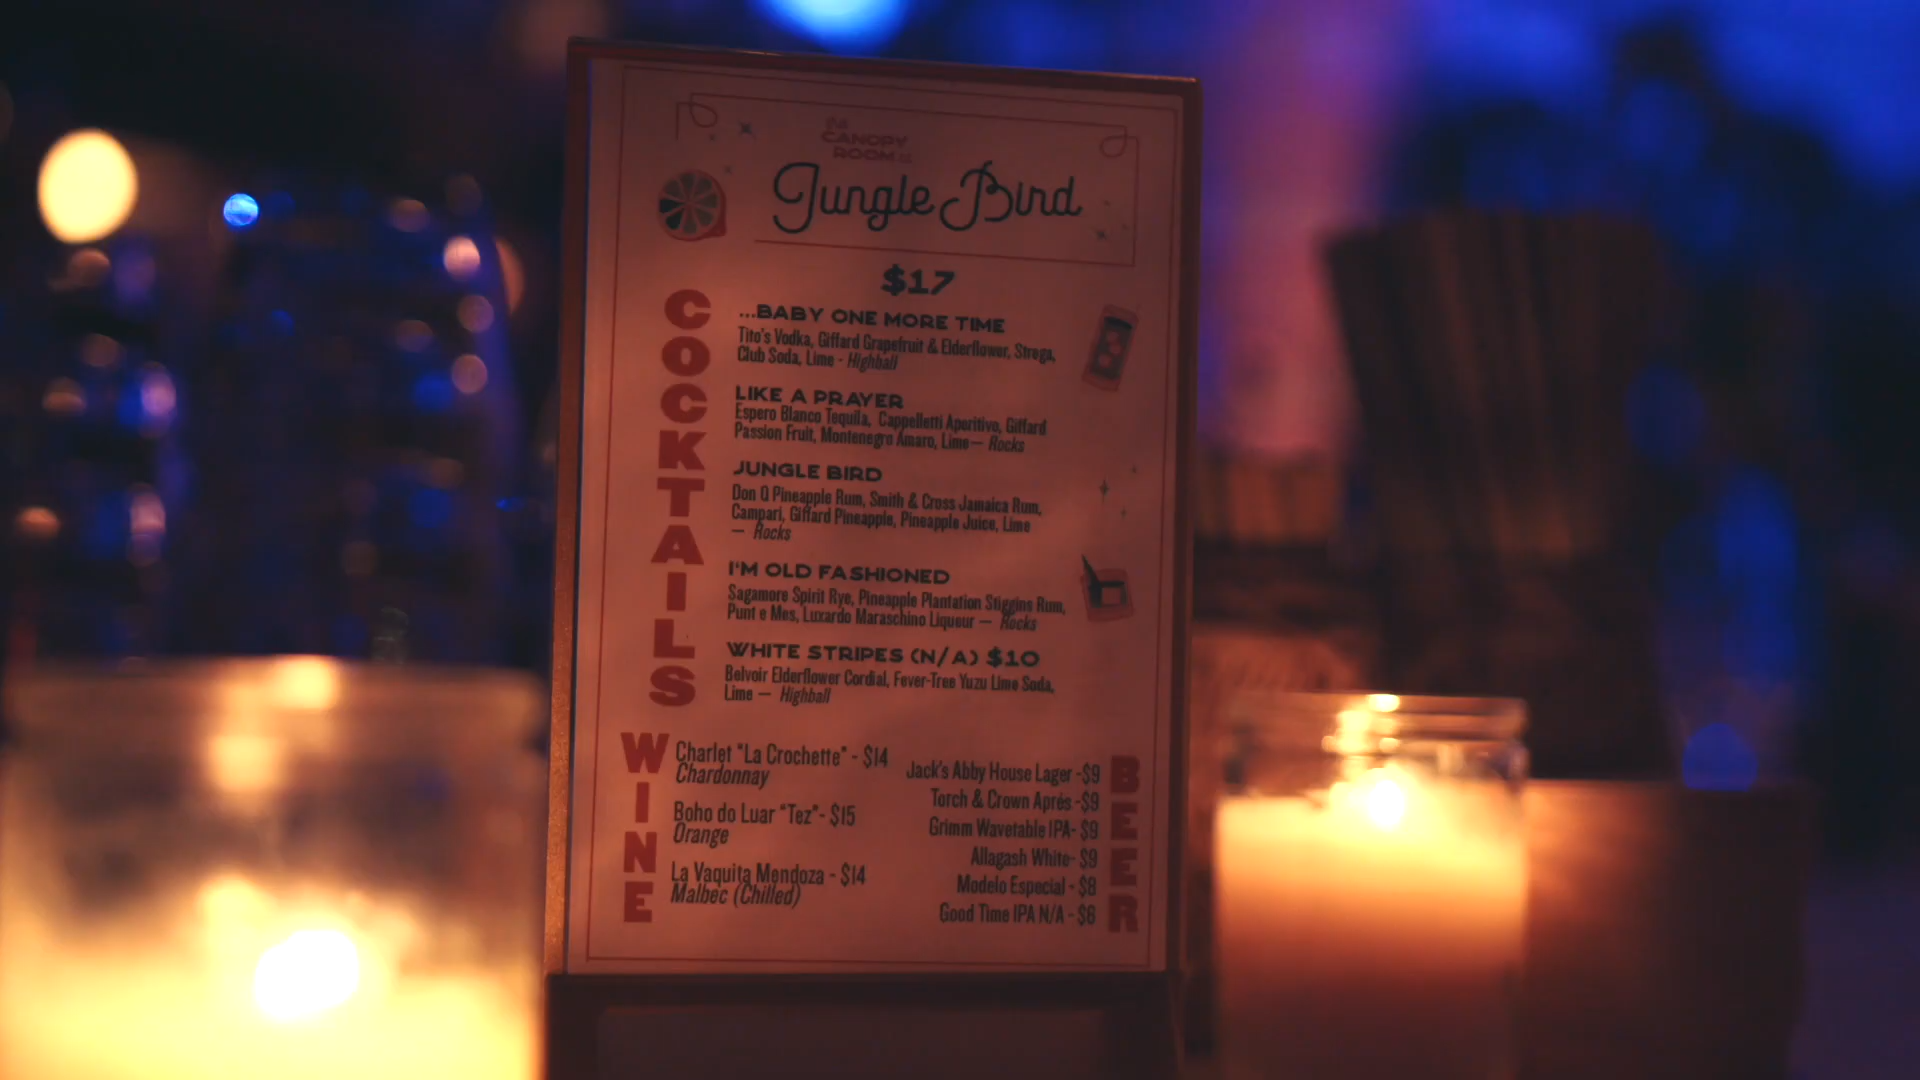 THE
CANOPY
ROOM
Jungle Bird
$17
COCKTAILS
...BABY ONE MORE TIME
Tito's Vodka, Giffard Grapefruit & Elderflower, Strega,
Club Soda, Lime - Highball
LIKE A PRAYER
Espero Blanco Tequila, Cappelletti Aperitivo, Giffard
Passion Fruit, Montenegro Amaro, Lime— Rocks
JUNGLE BIRD
Don Q Pineapple Rum, Smith & Cross Jamaica Rum,
Campari, Giffard Pineapple, Pineapple Juice, Lime
— Rocks
I'M OLD FASHIONED
Sagamore Spirit Rye, Pineapple Plantation Stiggins Rum,
Punt e Mes, Luxardo Maraschino Liqueur — Rocks
WHITE STRIPES (N/A) $10
Belvoir Elderflower Cordial, Fever-Tree Yuzu Lime Soda,
Lime — Highball
WINE
Charlet "La Crochette" - $14
Chardonnay
Boho do Luar "Tez"- $15
Orange
La Vaquita Mendoza - $14
Malbec (Chilled)
BEER
Jack's Abby House Lager -$9
Torch & Crown Aprés -$9
Grimm Wavetable IPA- $9
Allagash White- $9
Modelo Especial - $8
Good Time IPA N/A - $8